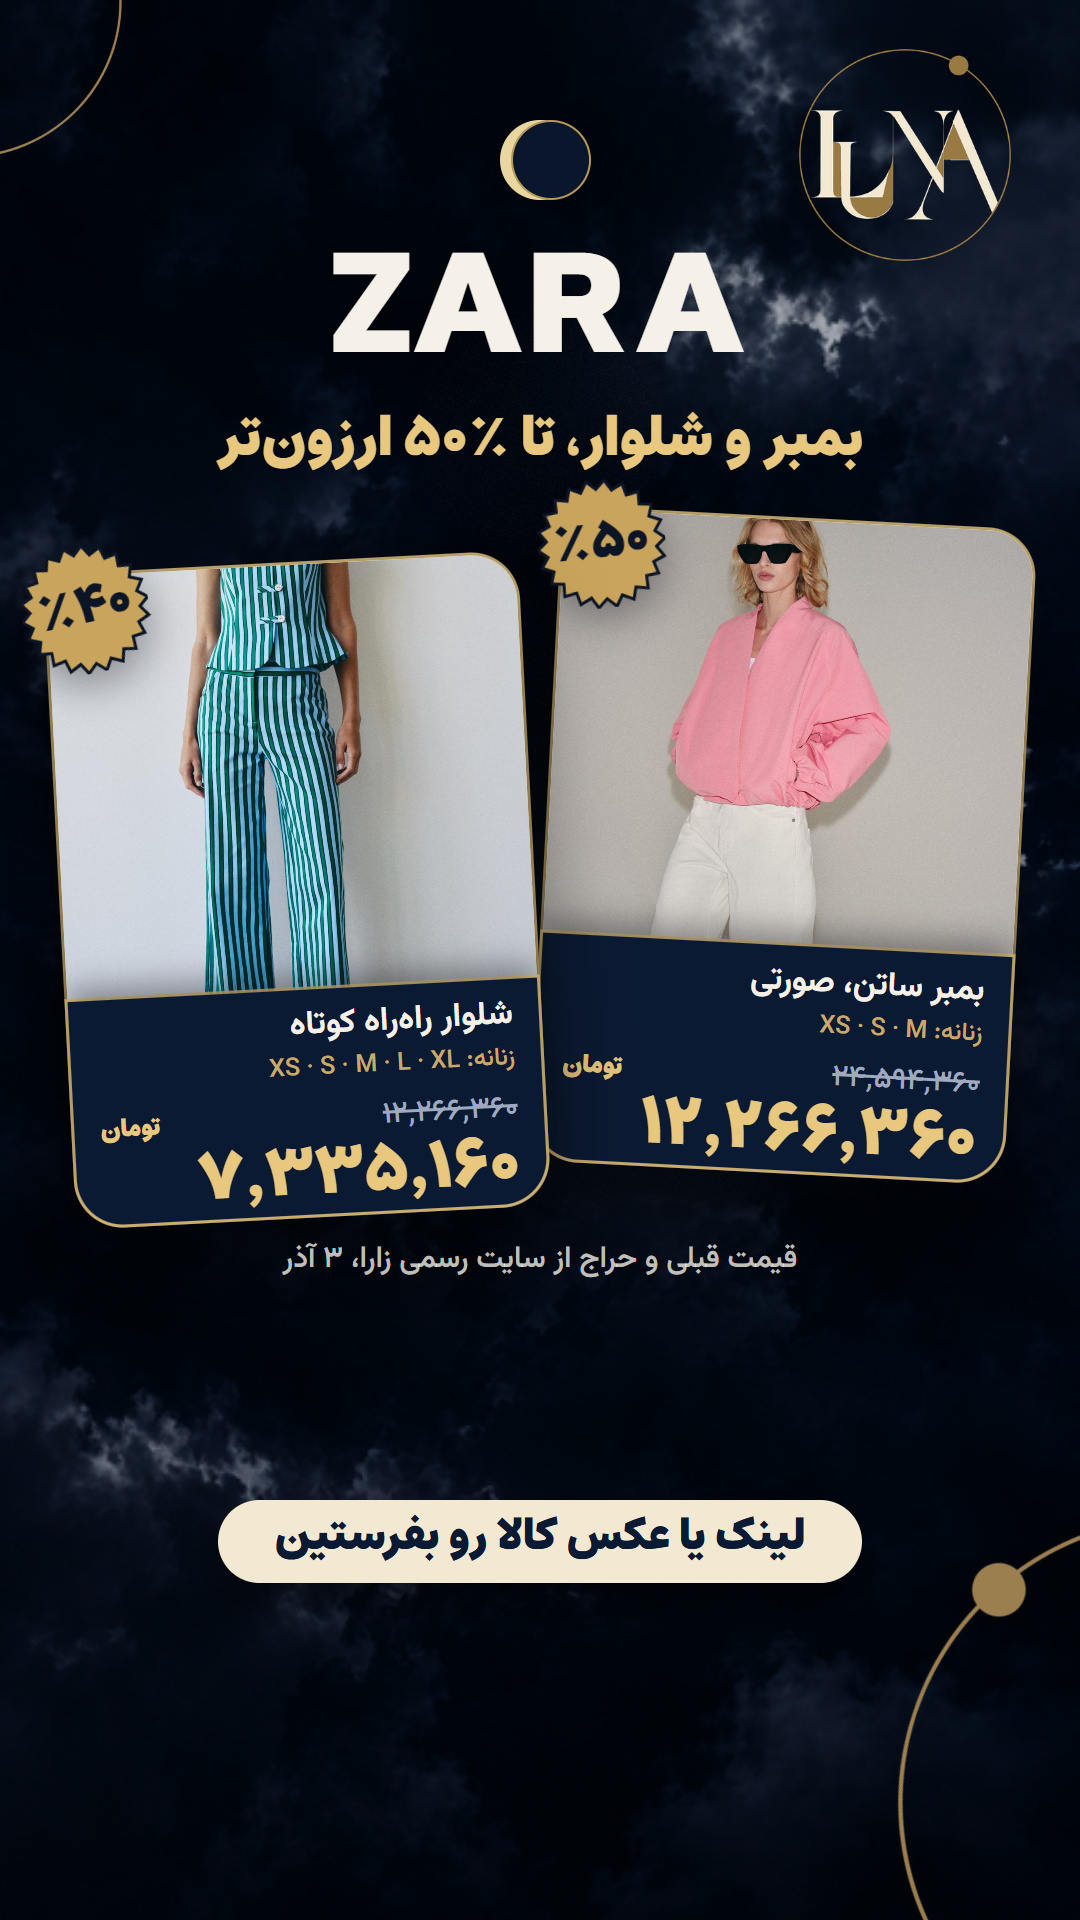 LUNA
ZARA
بمبر و شلوار، تا ۵۰٪ ارزون‌تر
۵۰٪
بمبر ساتن، صورتی
زنانه: XS · S · M
۲۴,۵۹۴,۳۶۰
۱۲,۲۶۶,۳۶۰ تومان
۴۰٪
شلوار راه‌راه کوتاه
زنانه: XS · S · M · L · XL
۱۲,۲۶۶,۳۶۰
۷,۳۳۵,۱۶۰ تومان
قیمت قبلی و حراج از سایت رسمی زارا، ۳ آذر
لینک یا عکس کالا رو بفرستین